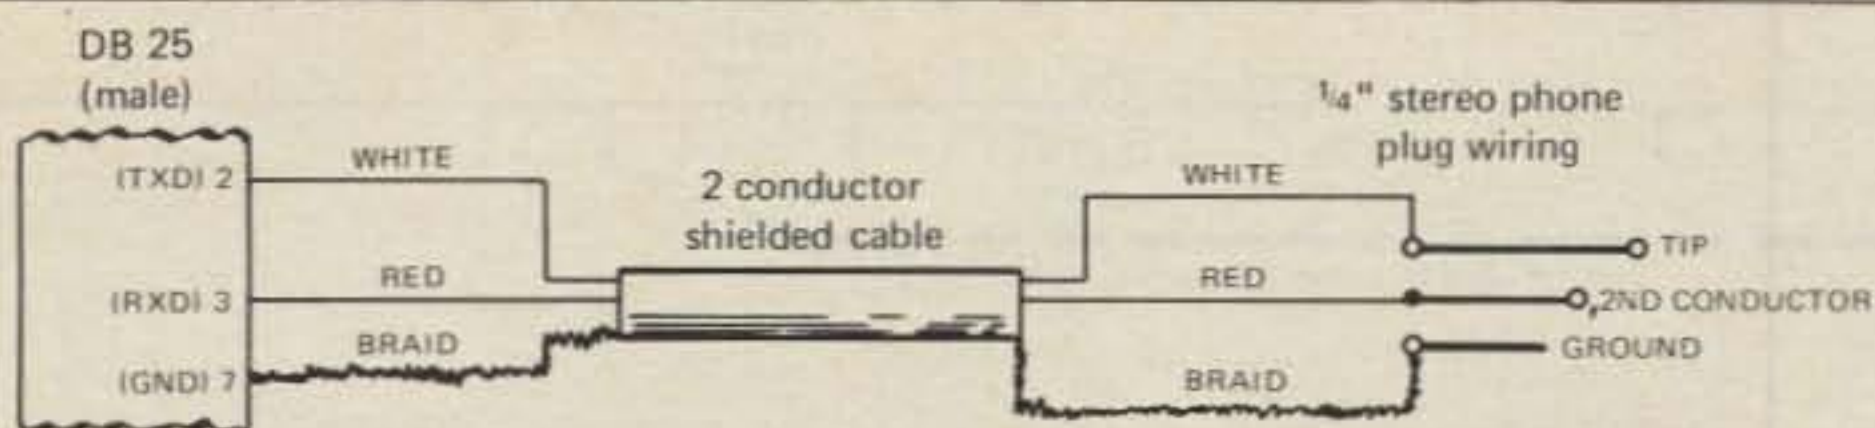 DB 25
(male)
1/4" stereo phone
plug wiring
(TXD) 2
WHITE
2 conductor
shielded cable
WHITE
TIP
(RXD) 3
RED
RED
2ND CONDUCTOR
(GND) 7
BRAID
BRAID
GROUND